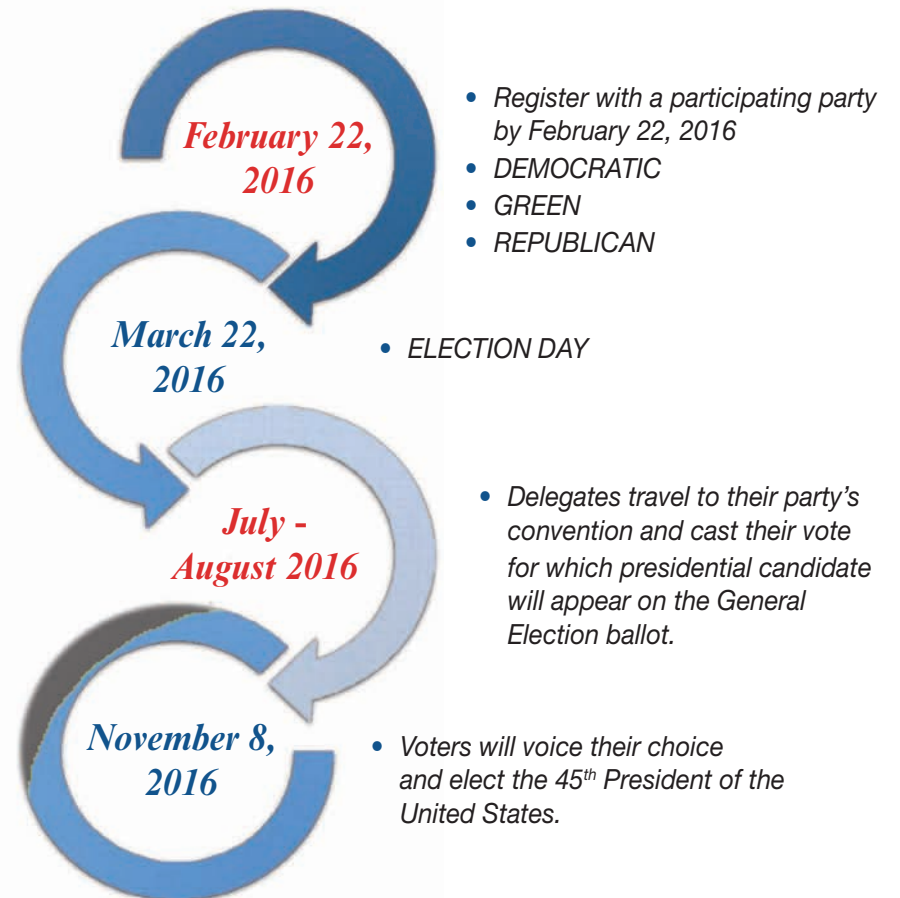 February 22,
2016
• Register with a participating party
by February 22, 2016
• DEMOCRATIC
• GREEN
• REPUBLICAN
March 22,
2016
• ELECTION DAY
July -
August 2016
• Delegates travel to their party’s
convention and cast their vote
for which presidential candidate
will appear on the General
Election ballot.
November 8,
2016
• Voters will voice their choice
and elect the 45th President of the
United States.